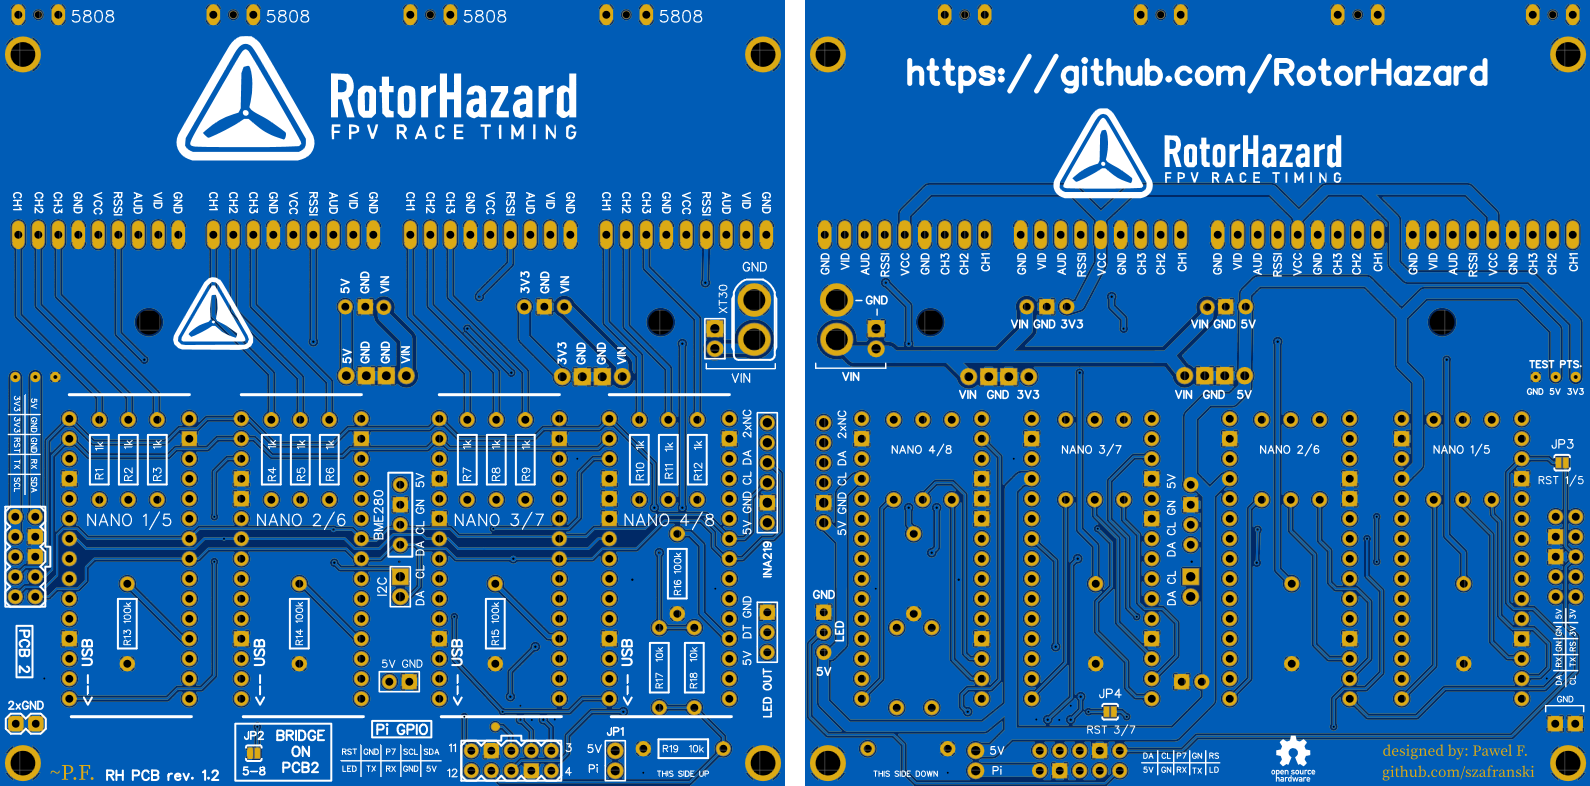 5808 5808 5808 5808
RotorHazard
FPV RACE TIMING
CH1 CH2 CH3 GND VCC RSSI AUD VID GND
CH1 CH2 CH3 GND VCC RSSI AUD VID GND
CH1 CH2 CH3 GND VCC RSSI AUD VID GND
CH1 CH2 CH3 GND VCC RSSI AUD VID GND
5V GND VIN
3V3 GND VIN
GND
XT30
VIN
5V GND GND VIN
3V3 GND GND VIN
3V3 3V3 RST TX SCL
5V GND GND RX SDA
R1 1k
R2 1k
R3 1k
R4 1k
R5 1k
R6 1k
R7 1k
R8 1k
R9 1k
R10 1k
R11 1k
R12 1k
NANO 1/5
NANO 2/6
NANO 3/7
NANO 4/8
BME280
5V GN CL DA
I2C
CL DA
2xNC DA CL GND 5V
INA219
R13 100k
R14 100k
R15 100k
R16 100k
R17 10k
R18 10k
<---USB
<---USB
<---USB
<---USB
GND DT 5V
LED OUT
PCB 2
2xGND
5V GND
JP2
5-8
BRIDGE
ON
PCB2
Pi GPIO
RST GND P7 SCL SDA
LED TX RX GND 5V
11 3
12 4
JP1
5V
Pi
R19 10k
THIS SIDE UP
~P.F.
RH PCB rev. 1.2
https://github.com/RotorHazard
RotorHazard
FPV RACE TIMING
GND VID AUD RSSI VCC GND CH3 CH2 CH1
GND VID AUD RSSI VCC GND CH3 CH2 CH1
GND VID AUD RSSI VCC GND CH3 CH2 CH1
GND VID AUD RSSI VCC GND CH3 CH2 CH1
- GND
-
VIN
VIN GND 3V3
VIN GND 5V
VIN GND 3V3
VIN GND 5V
TEST PTS.
GND 5V 3V3
2xNC DA CL GND 5V
NANO 4/8
NANO 3/7
NANO 2/6
NANO 1/5
JP3
RST 1/5
5V GN CL DA
CL DA
GND
LED
5V
5V GN GN RX DA
3V 3V RS TX CL
GND
JP4
RST 3/7
5V
Pi
DA CL P7 GN RS
5V GN RX TX LD
THIS SIDE DOWN
open source
hardware
designed by: Pawel F.
github.com/szafranski